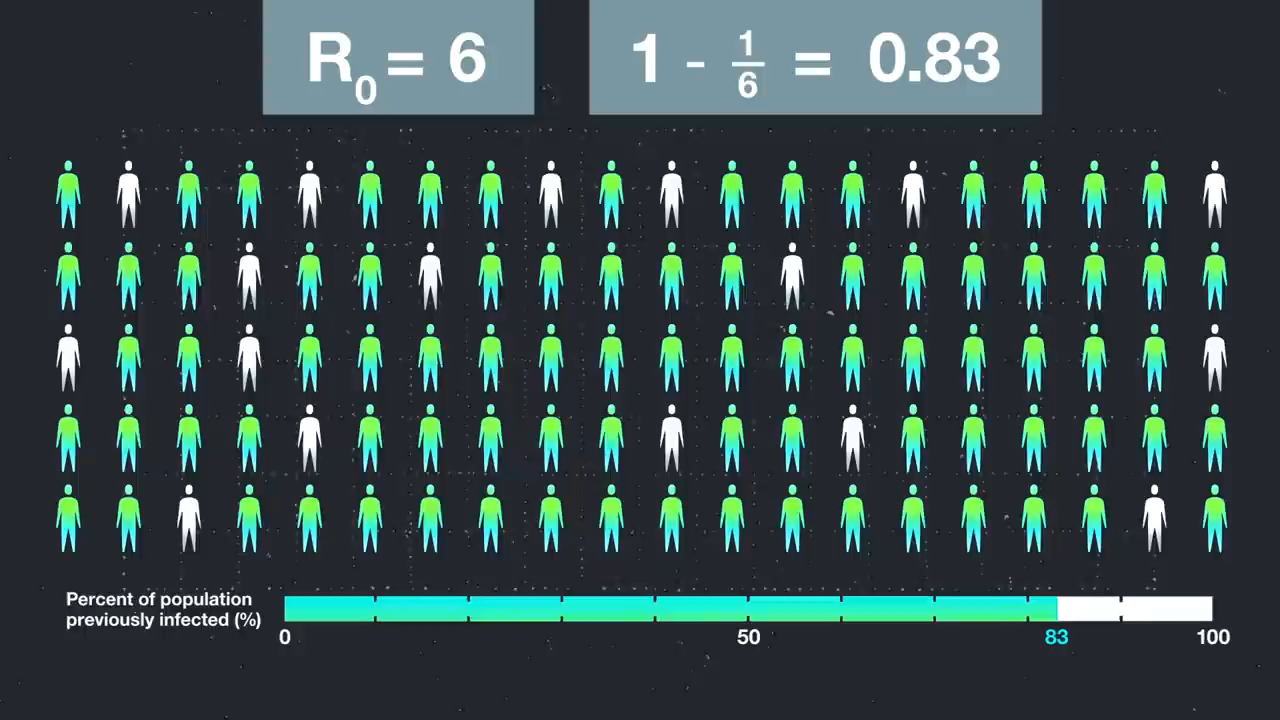 R₀ = 6
1 - 1/6 = 0.83
Percent of population
previously infected (%)
0 50 83 100